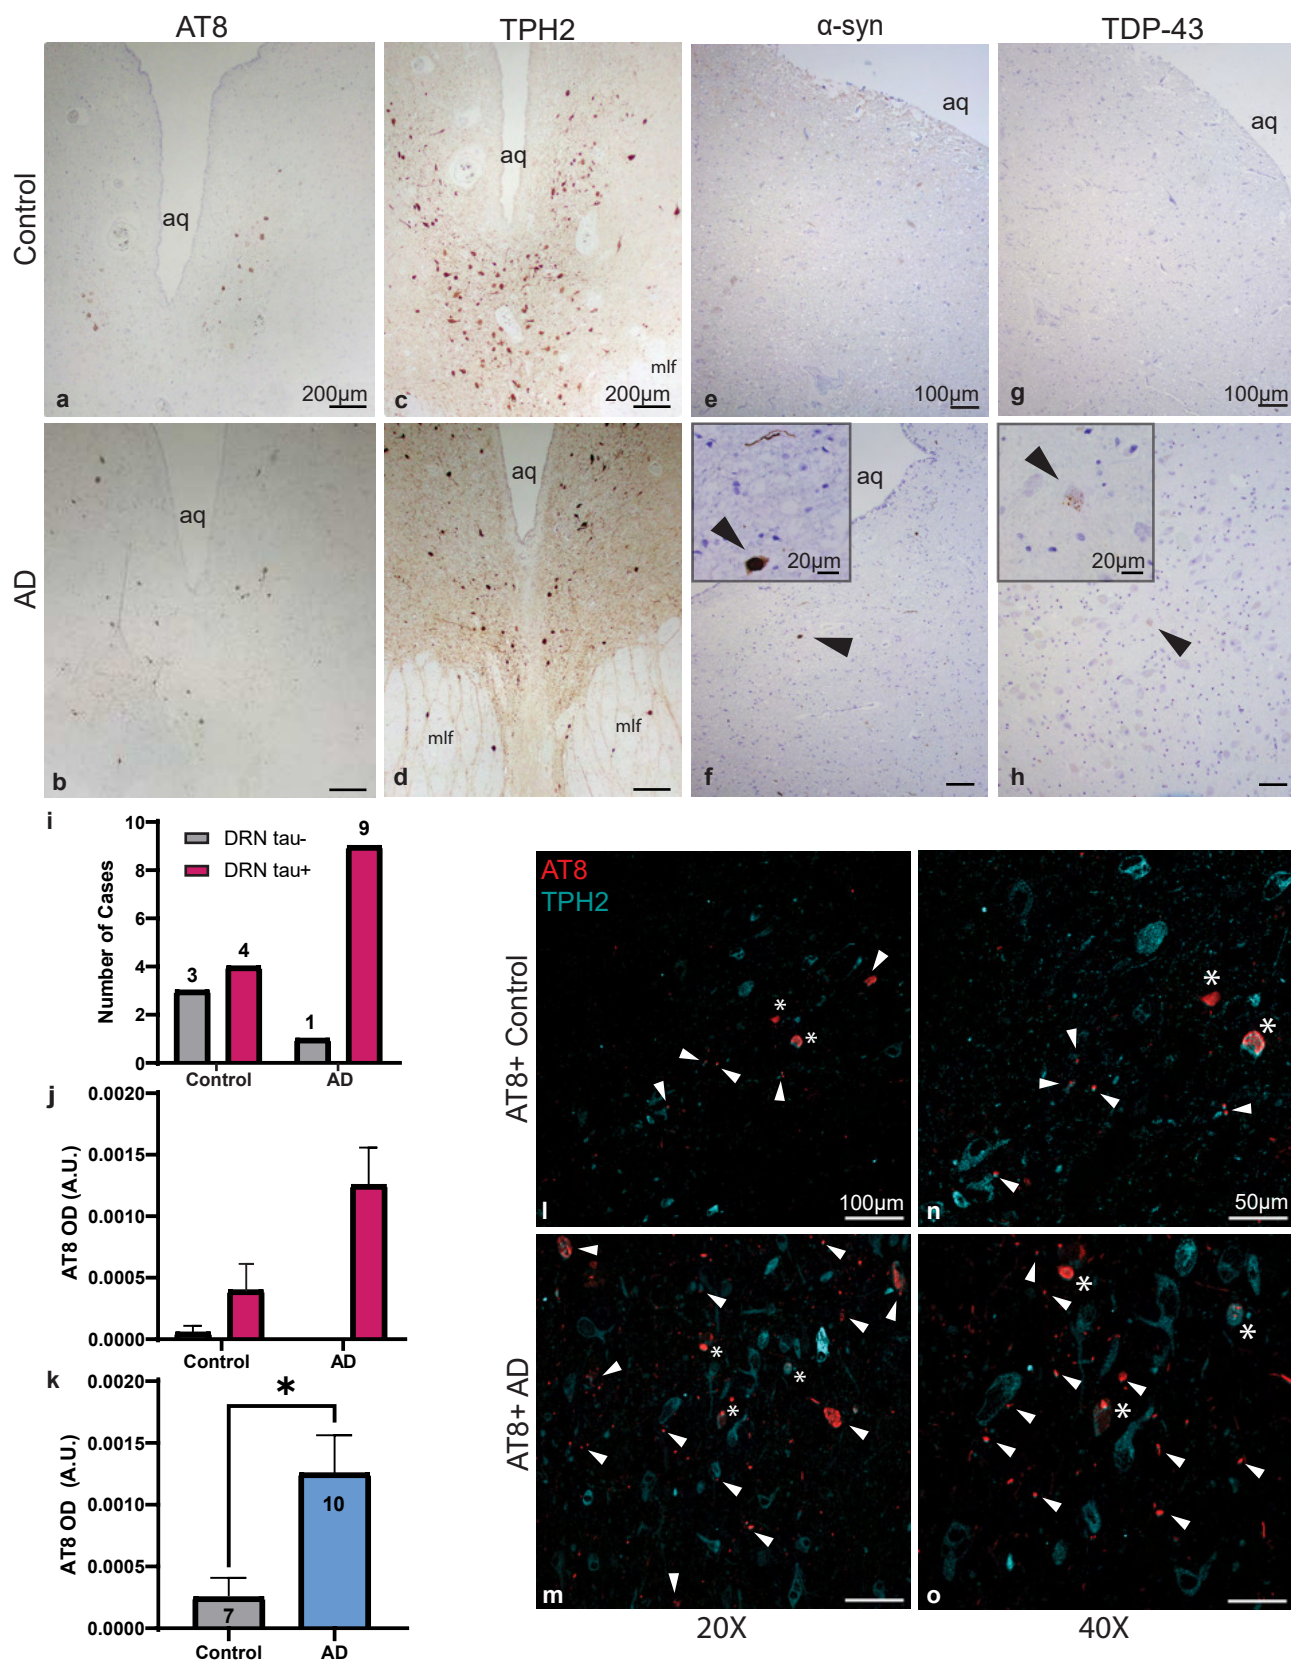 AT8
TPH2
α-syn
TDP-43
Control
aq
200µm
a
aq
mlf
200µm
c
aq
100µm
e
aq
100µm
g
AD
aq
b
aq
mlf
mlf
d
aq
20µm
f
20µm
h
i
Number of Cases
10
8
6
4
2
0
DRN tau-
DRN tau+
3
4
1
9
Control
AD
j
AT8 OD (A.U.)
0.0020
0.0015
0.0010
0.0005
0.0000
Control
AD
k
AT8 OD (A.U.)
0.0020
0.0015
0.0010
0.0005
0.0000
*
7
10
Control
AD
AT8+ Control
AT8
TPH2
*
*
l
100µm
*
*
n
50µm
AT8+ AD
*
*
*
m
*
*
*
o
20X
40X